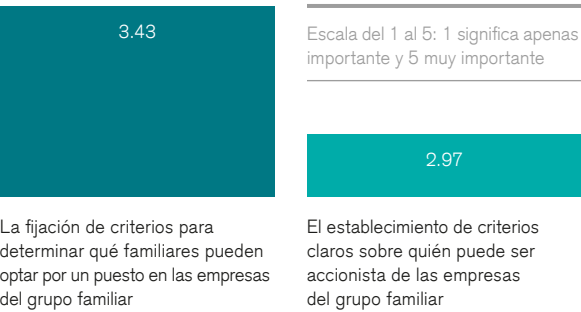 3.43
La fijación de criterios para
determinar qué familiares pueden
optar por un puesto en las empresas
del grupo familiar
Escala del 1 al 5: 1 significa apenas
importante y 5 muy importante
2.97
El establecimiento de criterios
claros sobre quién puede ser
accionista de las empresas
del grupo familiar